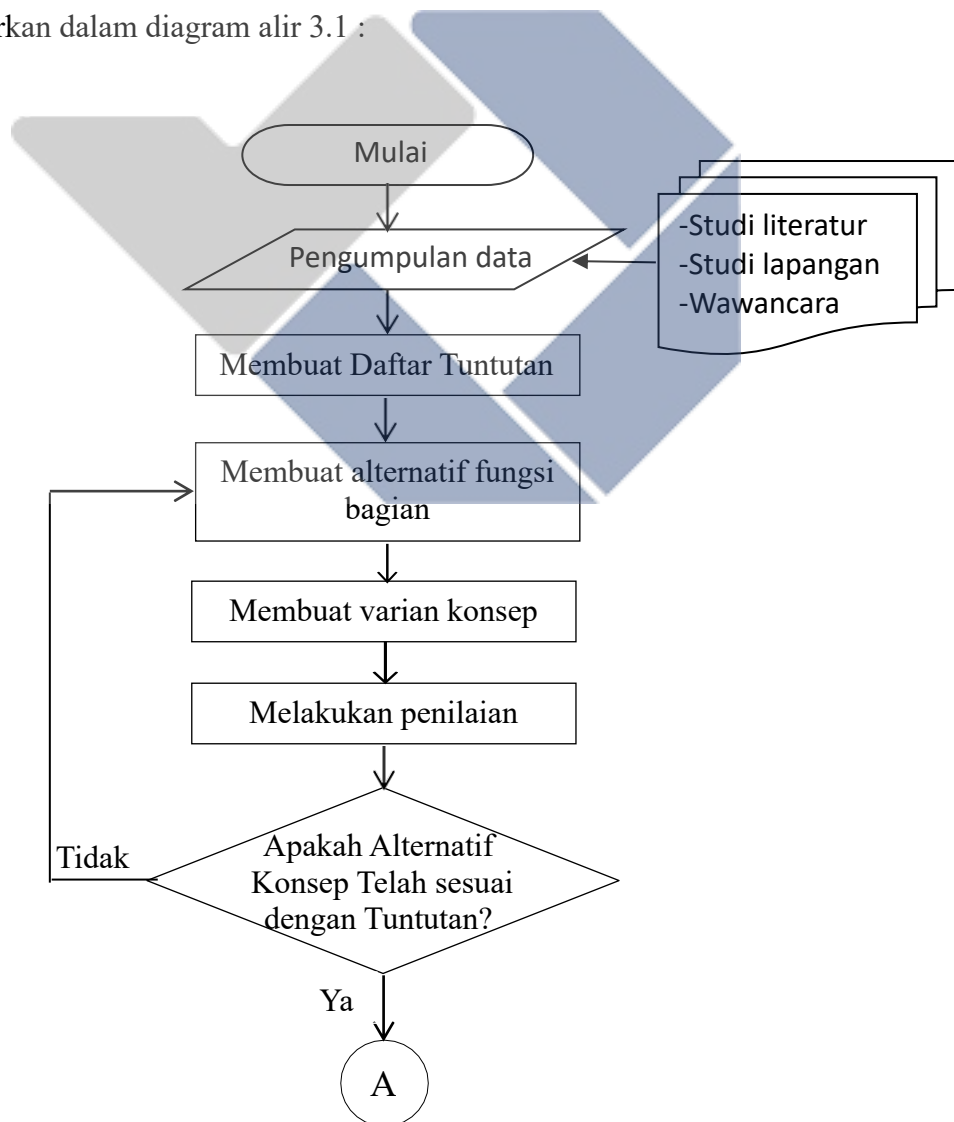 dalam diagram alir 3.1 :
Mulai
Pengumpulan data
-Studi literatur
-Studi lapangan
-Wawancara
Membuat Daftar Tuntutan
Membuat alternatif fungsi
bagian
Membuat varian konsep
Melakukan penilaian
Apakah Alternatif
Konsep Telah sesuai
dengan Tuntutan?
Tidak
Ya
A